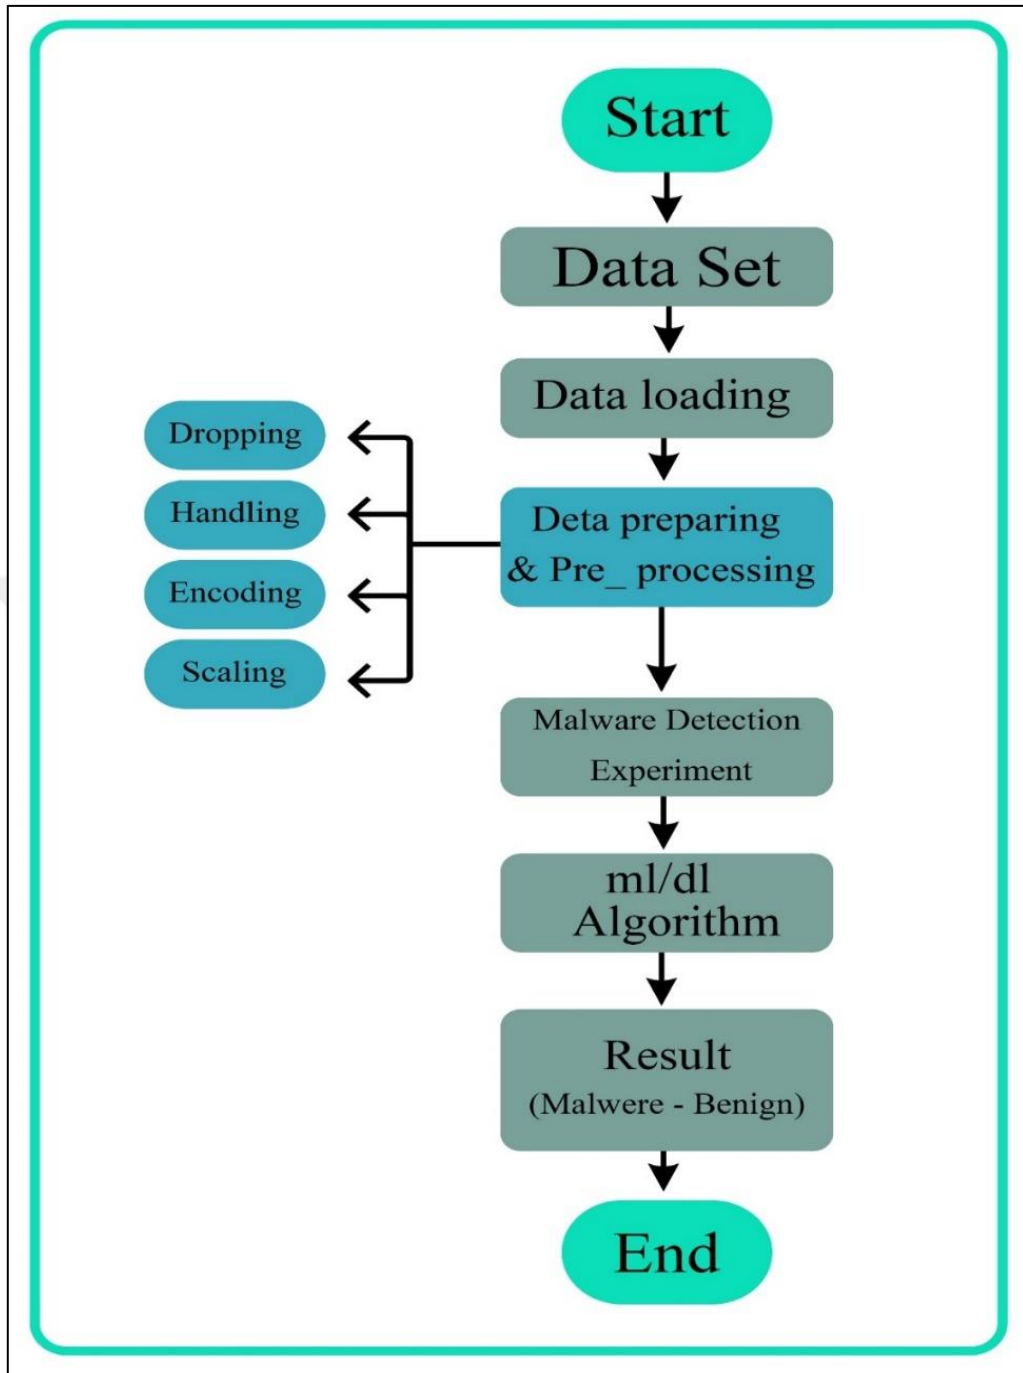 Start
Data Set
Data loading
Dropping
Handling
Encoding
Scaling
Deta preparing
& Pre_ processing
Malware Detection
Experiment
ml/dl
Algorithm
Result
(Malwere - Benign)
End